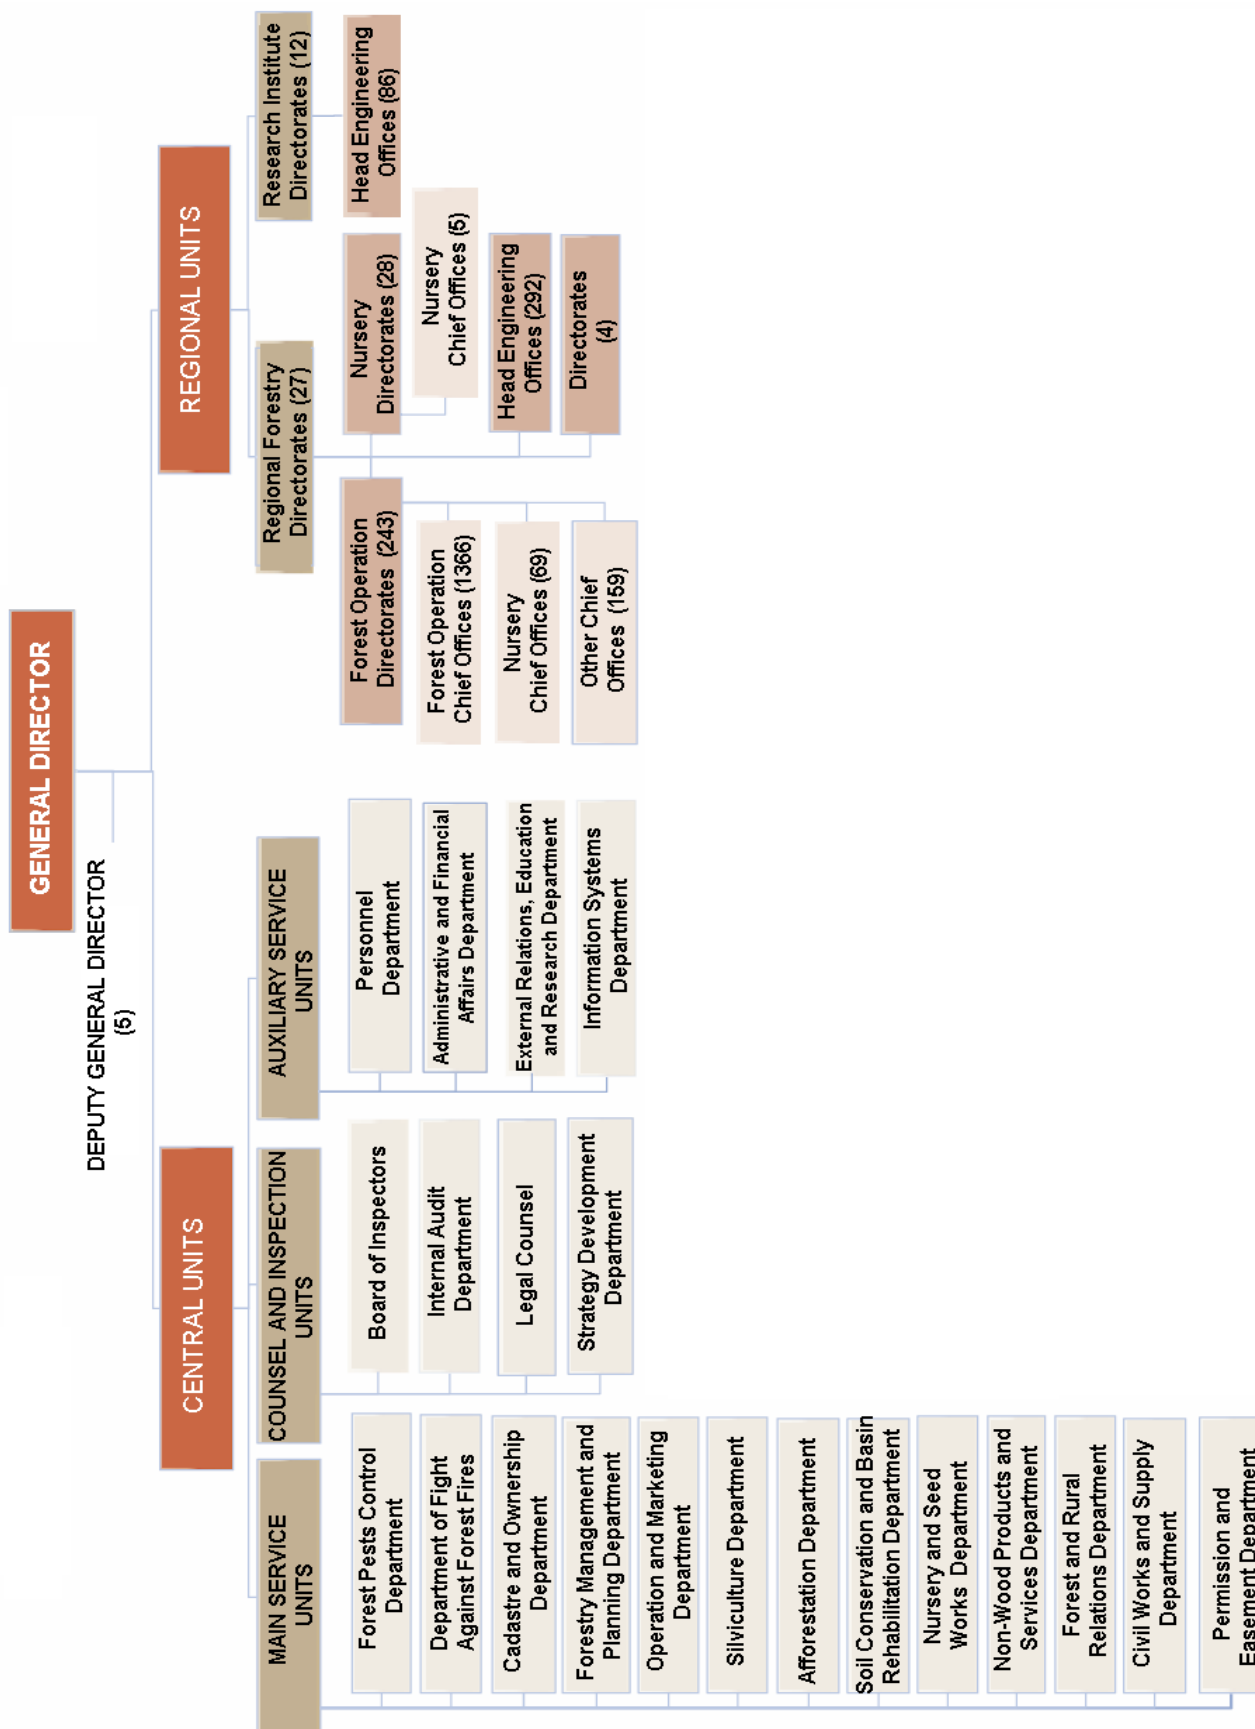 GENERAL DIRECTOR
DEPUTY GENERAL DIRECTOR
(5)
CENTRAL UNITS
REGIONAL UNITS
MAIN SERVICE
UNITS
COUNSEL AND INSPECTION
UNITS
AUXILIARY SERVICE
UNITS
Regional Forestry
Directorates (27)
Research Institute
Directorates (12)
Forest Pests Control
Department
Department of Fight
Against Forest Fires
Cadastre and Ownership
Department
Forestry Management and
Planning Department
Operation and Marketing
Department
Silviculture Department
Afforestation Department
Soil Conservation and Basin
Rehabilitation Department
Nursery and Seed
Works Department
Non-Wood Products and
Services Department
Forest and Rural
Relations Department
Civil Works and Supply
Department
Permission and
Easement Department
Board of Inspectors
Internal Audit
Department
Legal Counsel
Strategy Development
Department
Personnel
Department
Administrative and Financial
Affairs Department
External Relations, Education
and Research Department
Information Systems
Department
Forest Operation
Directorates (243)
Forest Operation
Chief Offices (1366)
Nursery
Chief Offices (69)
Other Chief
Offices (159)
Nursery
Directorates (28)
Nursery
Chief Offices (5)
Head Engineering
Offices (292)
Directorates
(4)
Head Engineering
Offices (86)